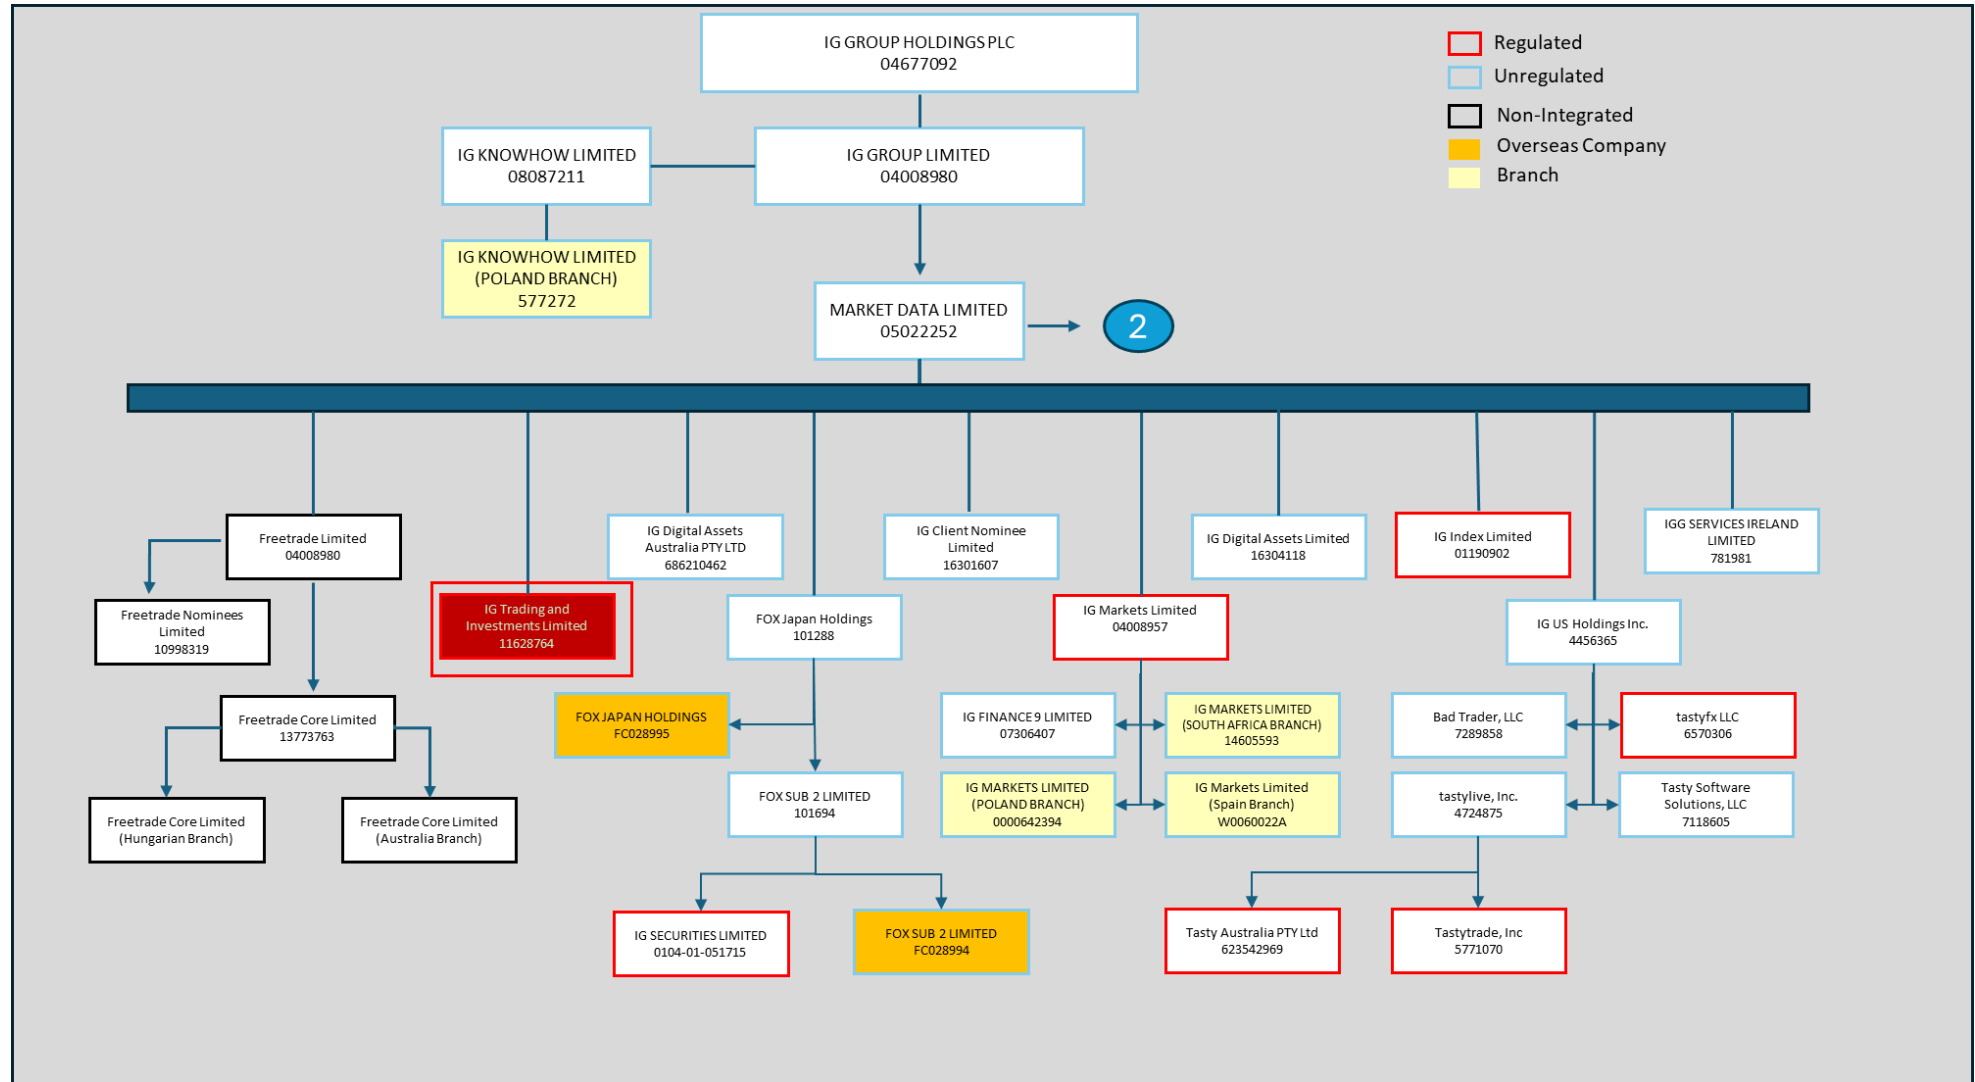 IG GROUP HOLDINGS PLC
04677092
Regulated
Unregulated
Non-Integrated
Overseas Company
Branch
IG KNOWHOW LIMITED
08087211
IG GROUP LIMITED
04008980
IG KNOWHOW LIMITED
(POLAND BRANCH)
577272
MARKET DATA LIMITED
05022252
2
Freetrade Limited
04008980
IG Digital Assets
Australia PTY LTD
686210462
IG Client Nominee
Limited
16301607
IG Digital Assets Limited
16304118
IG Index Limited
01190902
IGG SERVICES IRELAND
LIMITED
781981
Freetrade Nominees
Limited
10998319
IG Trading and
Investments Limited
11628764
FOX Japan Holdings
101288
IG Markets Limited
04008957
IG US Holdings Inc.
4456365
Freetrade Core Limited
13773763
FOX JAPAN HOLDINGS
FC028995
IG FINANCE 9 LIMITED
07306407
IG MARKETS LIMITED
(SOUTH AFRICA BRANCH)
14605593
Bad Trader, LLC
7289858
tastyfx LLC
6570306
Freetrade Core Limited
(Hungarian Branch)
Freetrade Core Limited
(Australia Branch)
FOX SUB 2 LIMITED
101694
IG MARKETS LIMITED
(POLAND BRANCH)
0000642394
IG Markets Limited
(Spain Branch)
W0060022A
tastylive, Inc.
4724875
Tasty Software
Solutions, LLC
7118605
IG SECURITIES LIMITED
0104-01-051715
FOX SUB 2 LIMITED
FC028994
Tasty Australia PTY Ltd
623542969
Tastytrade, Inc
5771070